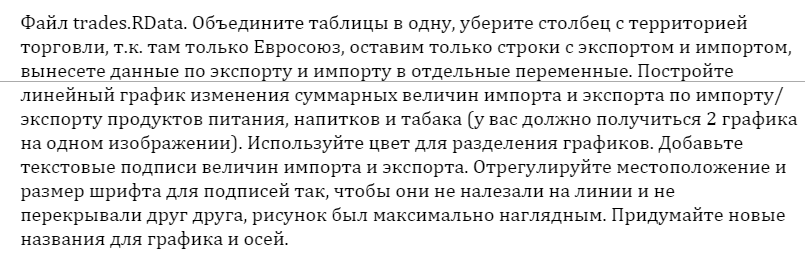 Файл trades.RData. Объедините таблицы в одну, уберите столбец с территорией
торговли, т.к. там только Евросоюз, оставим только строки с экспортом и импортом,
вынесете данные по экспорту и импорту в отдельные переменные. Постройте
линейный график изменения суммарных величин импорта и экспорта по импорту/
экспорту продуктов питания, напитков и табака (у вас должно получиться 2 графика
на одном изображении). Используйте цвет для разделения графиков. Добавьте
текстовые подписи величин импорта и экспорта. Отрегулируйте местоположение и
размер шрифта для подписей так, чтобы они не налезали на линии и не
перекрывали друг друга, рисунок был максимально наглядным. Придумайте новые
названия для графика и осей.